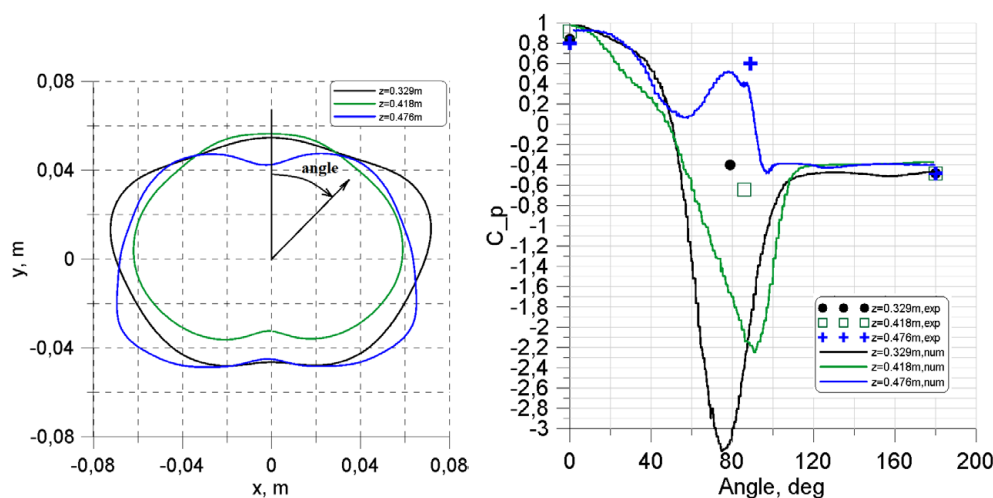 0,08
0,04
0
-0,04
-0,08
y, m
z=0.329m
z=0.418m
z=0.476m
angle
-0,08
-0,04
0
0,04
0,08
x, m
1
0,8
0,6
0,4
0,2
0
-0,2
-0,4
-0,6
-0,8
-1
-1,2
-1,4
-1,6
-1,8
-2
-2,2
-2,4
-2,6
-2,8
-3
C_p
z=0.329m,exp
z=0.418m,exp
z=0.476m,exp
z=0.329m,num
z=0.418m,num
z=0.476m,num
0
40
80
120
160
200
Angle, deg